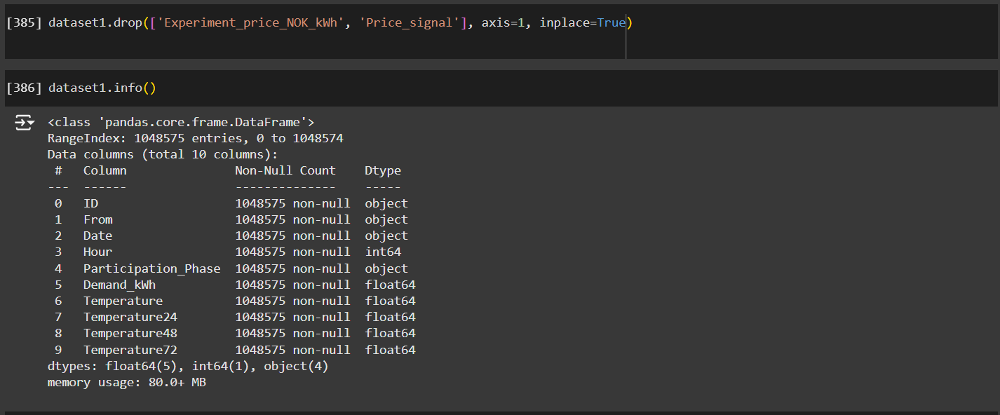 [385] dataset1.drop(['Experiment_price_NOK_kWh', 'Price_signal'], axis=1, inplace=True)
[386] dataset1.info()
<class 'pandas.core.frame.DataFrame'>
RangeIndex: 1048575 entries, 0 to 1048574
Data columns (total 10 columns):
 #   Column               Non-Null Count    Dtype
---  ------               --------------    -----
 0   ID                   1048575 non-null  object
 1   From                 1048575 non-null  object
 2   Date                 1048575 non-null  object
 3   Hour                 1048575 non-null  int64
 4   Participation_Phase  1048575 non-null  object
 5   Demand_kWh           1048575 non-null  float64
 6   Temperature          1048575 non-null  float64
 7   Temperature24        1048575 non-null  float64
 8   Temperature48        1048575 non-null  float64
 9   Temperature72        1048575 non-null  float64
dtypes: float64(5), int64(1), object(4)
memory usage: 80.0+ MB